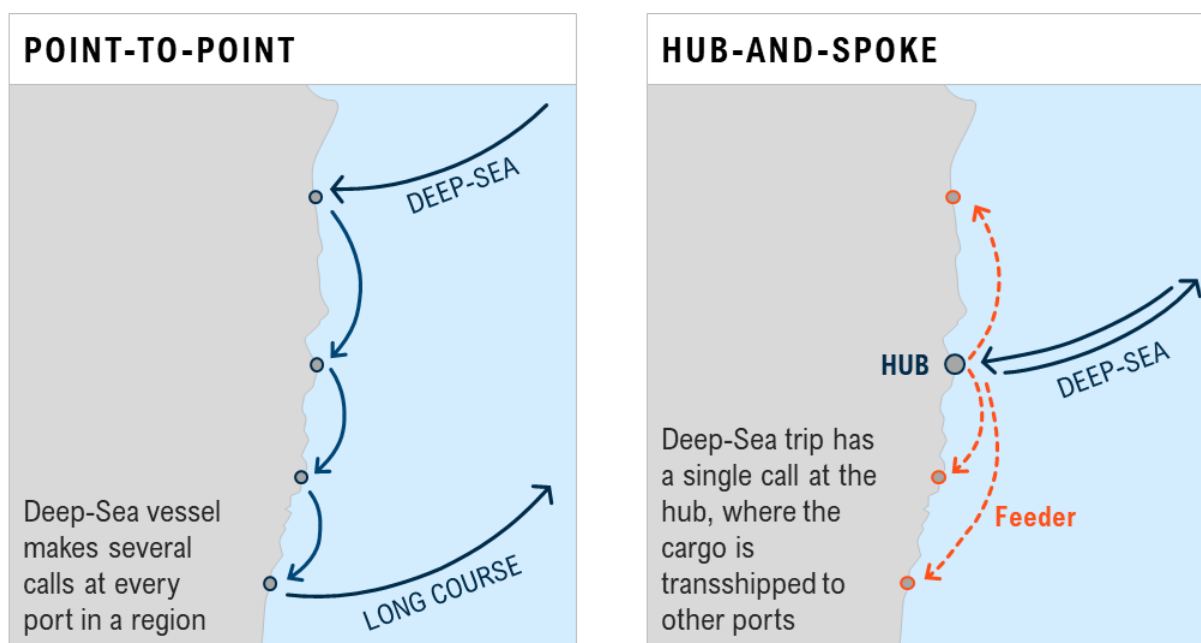 POINT-TO-POINT
DEEP-SEA
Deep-Sea vessel
makes several
calls at every
port in a region
LONG COURSE
HUB-AND-SPOKE
HUB
DEEP-SEA
Deep-Sea trip has
a single call at the
hub, where the
cargo is
transshipped to
other ports
Feeder